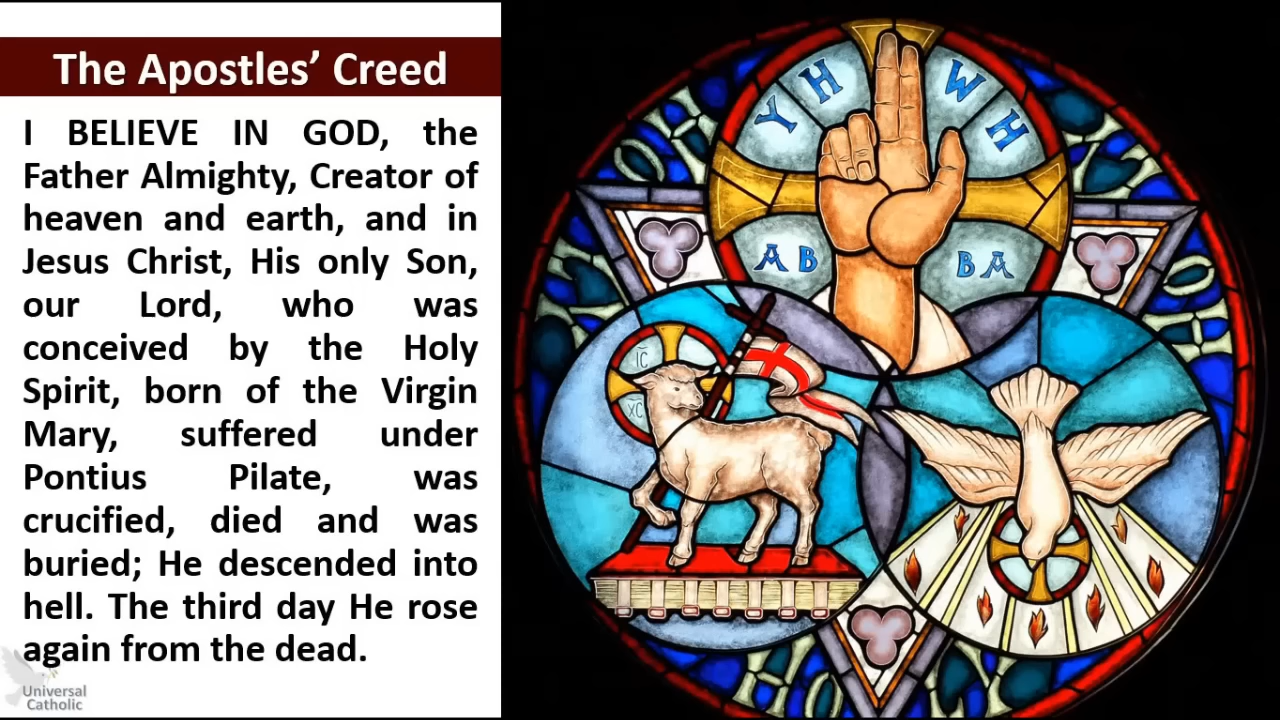 The Apostles’ Creed
I BELIEVE IN GOD, the
Father Almighty, Creator of
heaven and earth, and in
Jesus Christ, His only Son,
our Lord, who was
conceived by the Holy
Spirit, born of the Virgin
Mary, suffered under
Pontius Pilate, was
crucified, died and was
buried; He descended into
hell. The third day He rose
again from the dead.
Universal
Catholic
Y H W H
AB BA
IC
XC